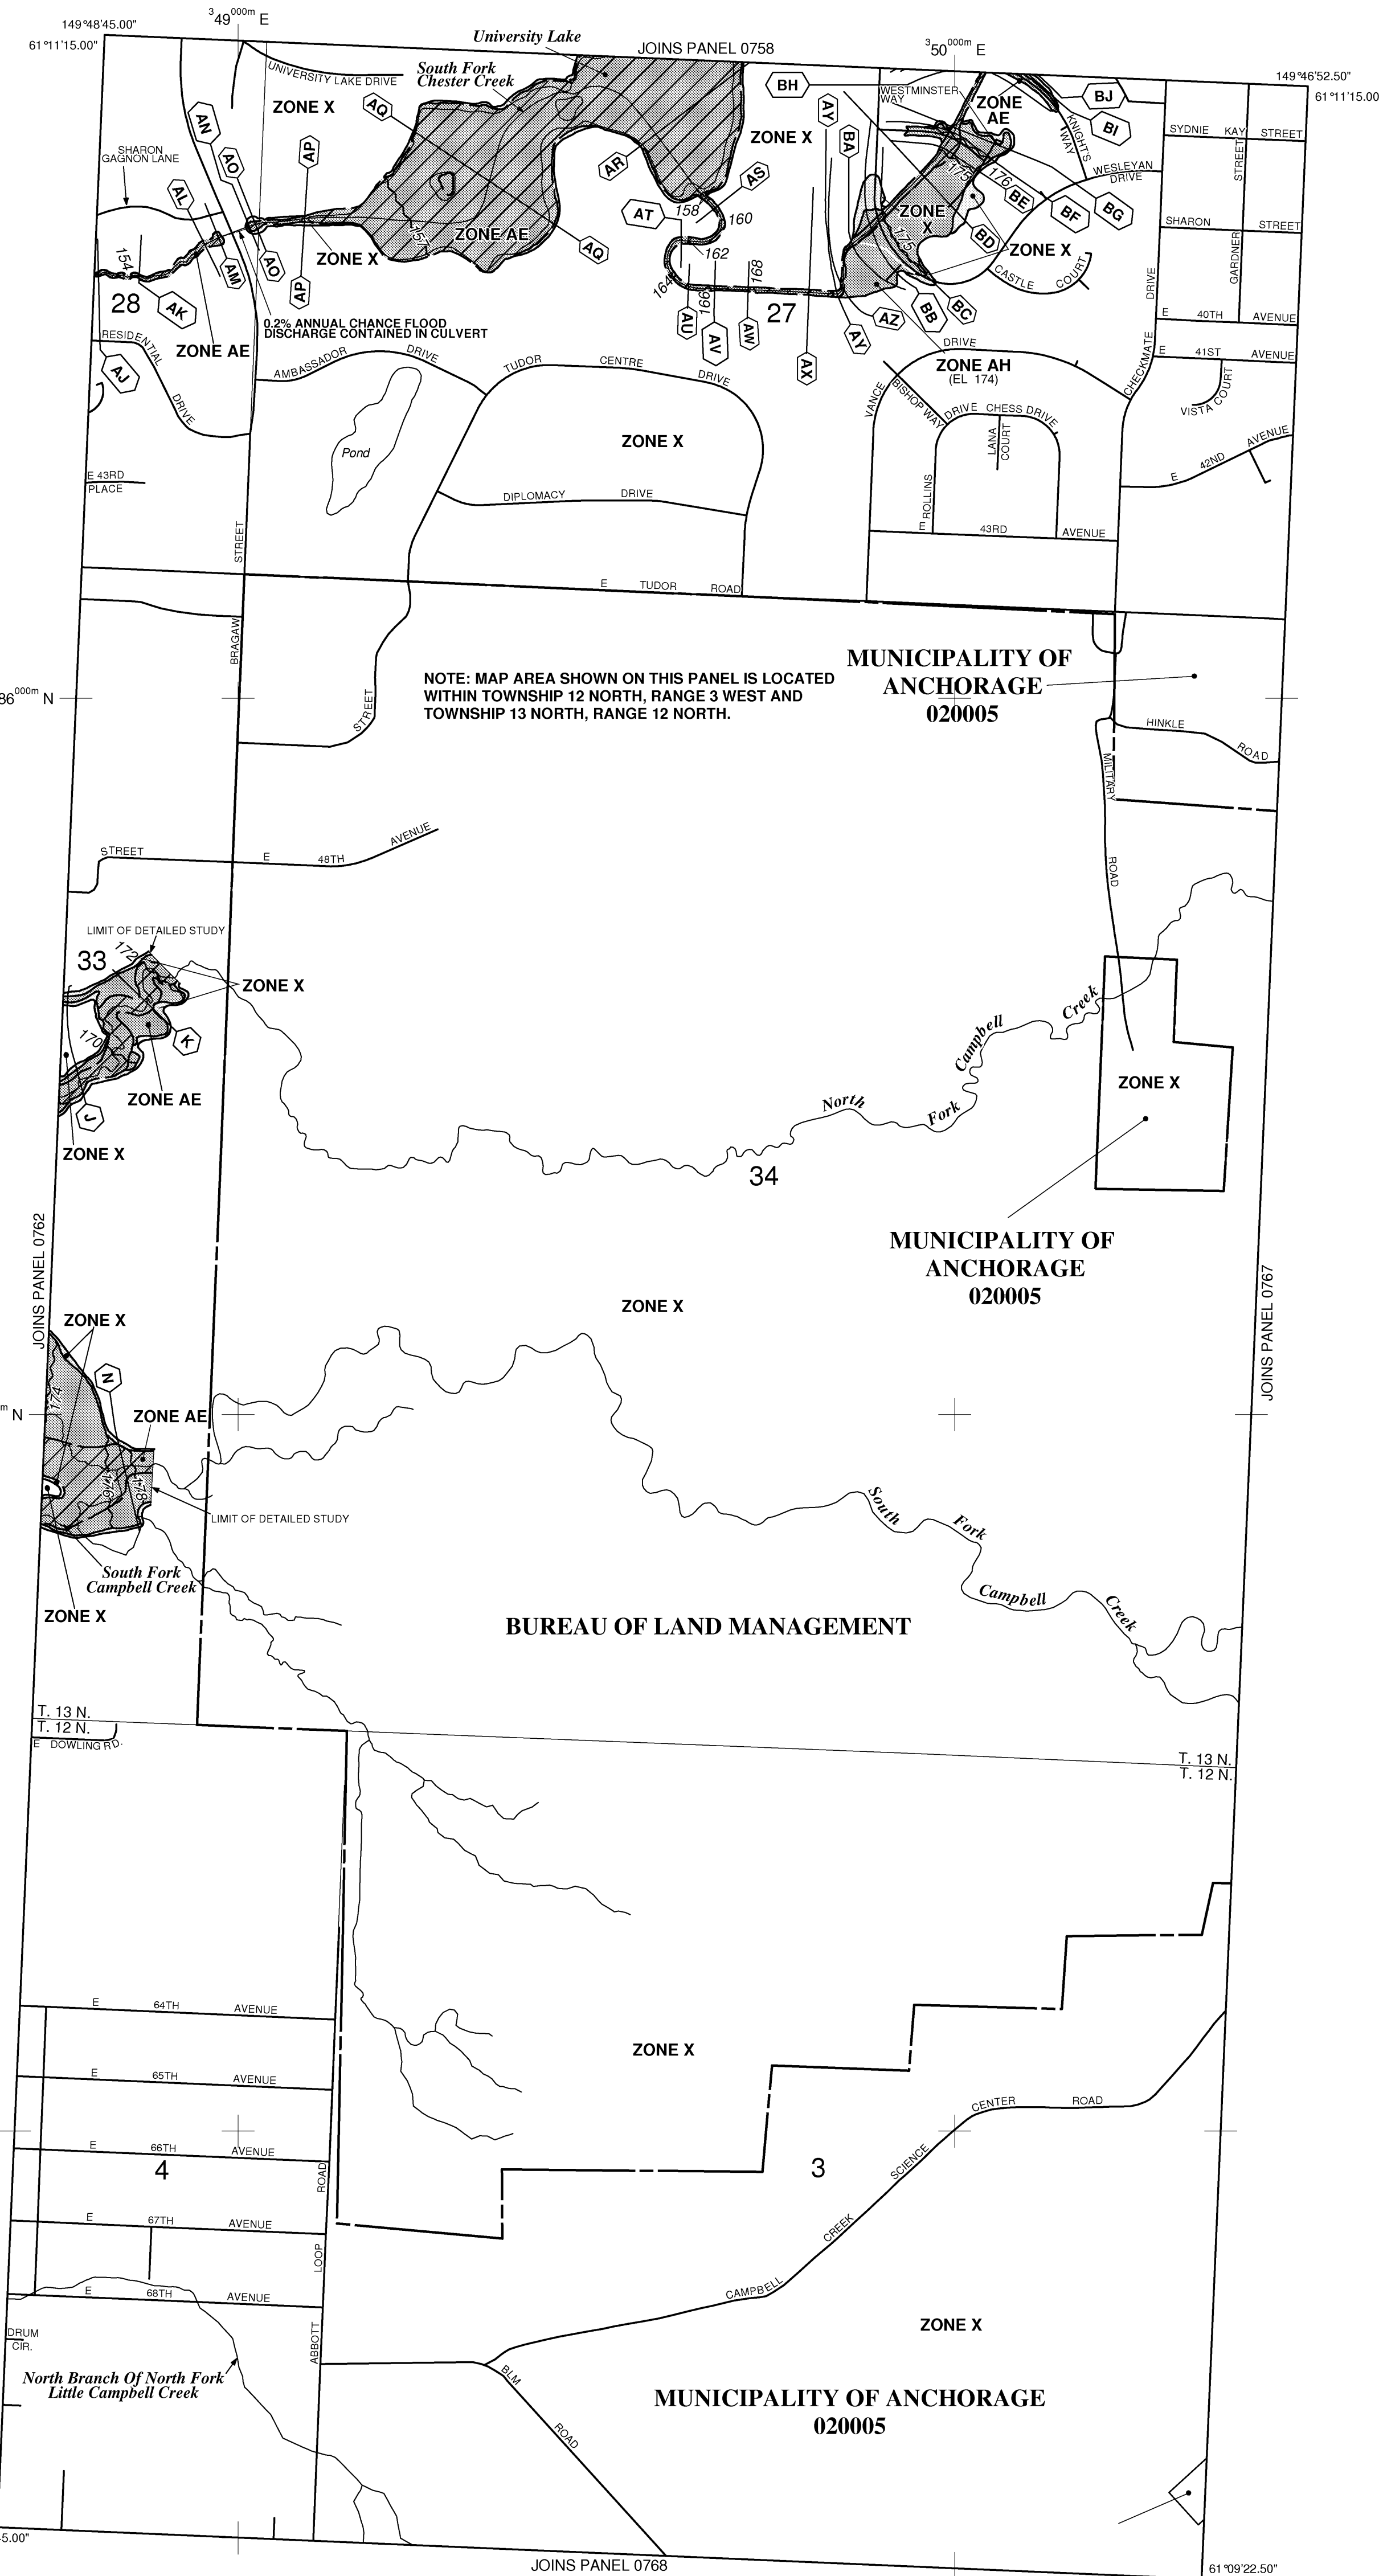 149°48'45.00"
³49⁰⁰⁰ᵐ E
61°11'15.00"
University Lake
JOINS PANEL 0758
³50⁰⁰⁰ᵐ E
149°46'52.50"
61°11'15.00
South Fork
Chester Creek
UNIVERSITY LAKE DRIVE
ZONE X
AQ
AN
AO
AP
SHARON
GAGNON LANE
AL
AR
AS
AT
158
160
162
164
166
168
ZONE X
BH
WESTMINSTER
WAY
AY
BA
ZONE
AE
BJ
BI
KNIGHTS
WAY
SYDNIE KAY STREET
WESLEYAN
DRIVE
175
176
BE
BF
BG
ZONE
X
175
BD
ZONE X
SHARON STREET
STREET
GARDNER
CASTLE COURT
154
28
AK
AM
AO
AP
ZONE X
157
ZONE AE
AQ
AU
AV
AW
27
AX
AY
AZ
BB
BC
0.2% ANNUAL CHANCE FLOOD
DISCHARGE CONTAINED IN CULVERT
ZONE AE
RESIDENTIAL
DRIVE
AJ
AMBASSADOR DRIVE
TUDOR CENTRE DRIVE
DRIVE
ZONE AH
(EL 174)
E 40TH AVENUE
E 41ST AVENUE
CHECKMATE DRIVE
VISTA COURT
VANCE
BISHOP WAY
DRIVE CHESS DRIVE
LANA
COURT
ROLLINS
E 42ND AVENUE
Pond
ZONE X
E 43RD
PLACE
DIPLOMACY DRIVE
E 43RD AVENUE
STREET
E TUDOR ROAD
BRAGAW
STREET
NOTE: MAP AREA SHOWN ON THIS PANEL IS LOCATED
WITHIN TOWNSHIP 12 NORTH, RANGE 3 WEST AND
TOWNSHIP 13 NORTH, RANGE 12 NORTH.
MUNICIPALITY OF
ANCHORAGE
020005
86⁰⁰⁰ᵐ N
HINKLE ROAD
MILITARY
ROAD
STREET E 48TH AVENUE
LIMIT OF DETAILED STUDY
172
33
ZONE X
170
K
ZONE AE
J
ZONE X
North Fork Campbell Creek
34
ZONE X
MUNICIPALITY OF
ANCHORAGE
020005
JOINS PANEL 0762
JOINS PANEL 0767
ZONE X
ZONE X
N
174
ᵐ N
ZONE AE
176
178
LIMIT OF DETAILED STUDY
South Fork
Campbell Creek
ZONE X
South Fork Campbell Creek
BUREAU OF LAND MANAGEMENT
T. 13 N.
T. 12 N.
E DOWLING RD.
T. 13 N.
T. 12 N.
E 64TH AVENUE
ZONE X
E 65TH AVENUE
CENTER ROAD
E 66TH AVENUE
4
3
SCIENCE
ROAD
E 67TH AVENUE
CREEK
LOOP
E 68TH AVENUE
CAMPBELL
ZONE X
DRUM
CIR.
ABBOTT
North Branch Of North Fork
Little Campbell Creek
BLM
ROAD
MUNICIPALITY OF ANCHORAGE
020005
5.00"
JOINS PANEL 0768
61°09'22.50"